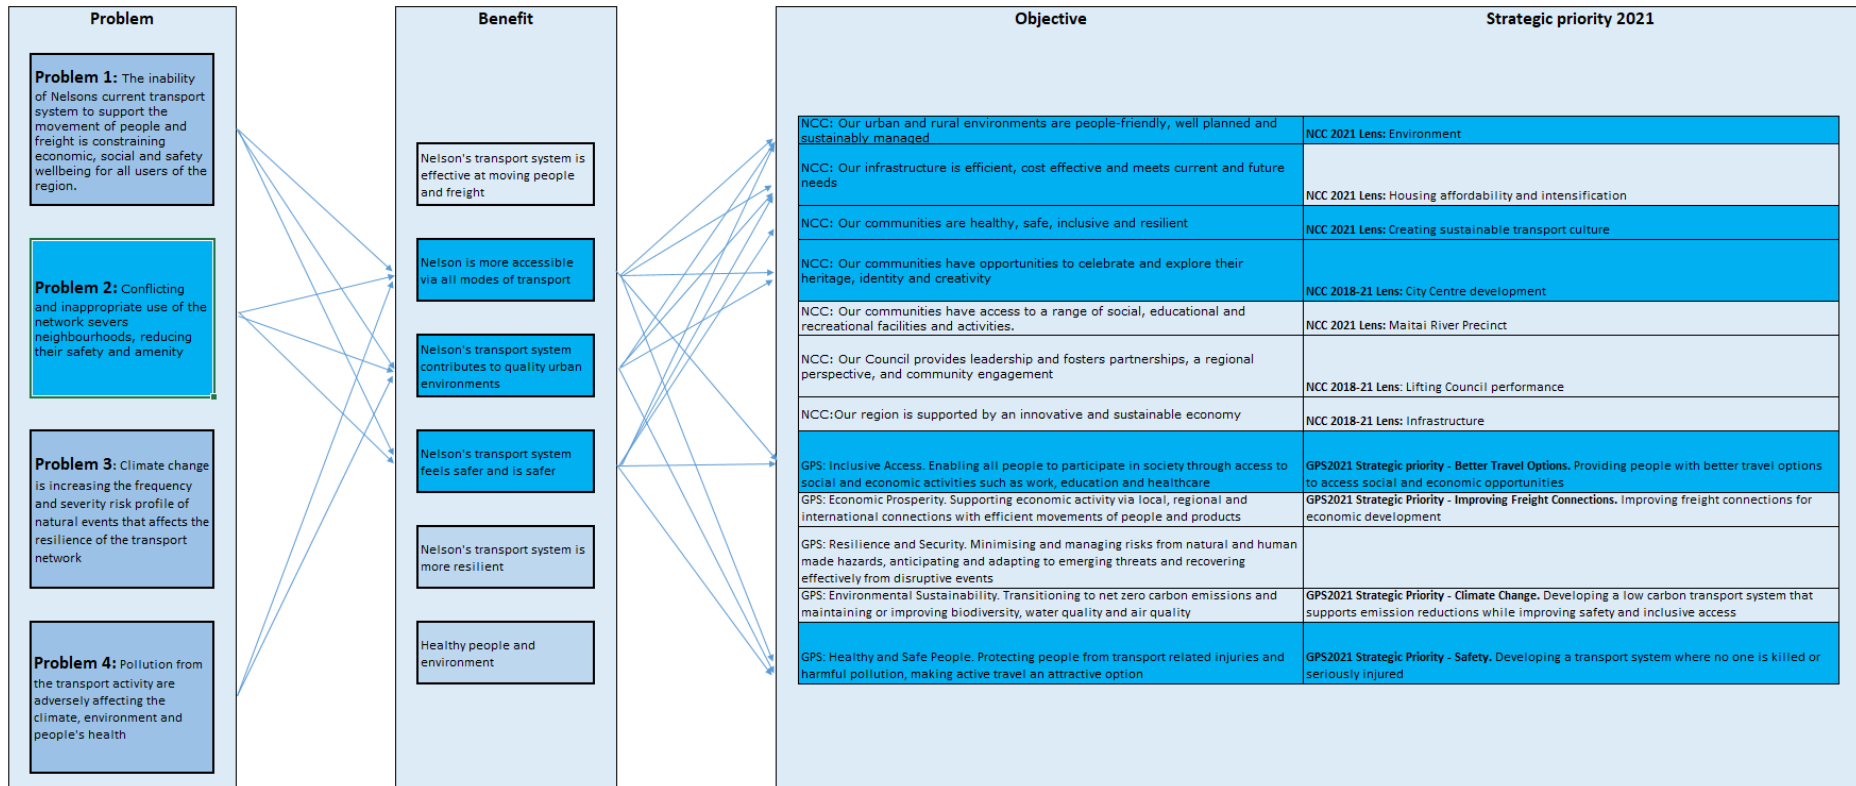 Problem
Problem 1: The inability
of Nelsons current transport
system to support the
movement of people and
freight is constraining
economic, social and safety
wellbeing for all users of the
region.
Problem 2: Conflicting
and inappropriate use of the
network severs
neighbourhoods, reducing
their safety and amenity
Problem 3: Climate change
is increasing the frequency
and severity risk profile of
natural events that affects the
resilience of the transport
network
Problem 4: Pollution from
the transport activity are
adversely affecting the
climate, environment and
people's health
Benefit
Nelson's transport system is
effective at moving people
and freight
Nelson is more accessible
via all modes of transport
Nelson's transport system
contributes to quality urban
environments
Nelson's transport system
feels safer and is safer
Nelson's transport system is
more resilient
Healthy people and
environment
Objective
Strategic priority 2021
NCC: Our urban and rural environments are people-friendly, well planned and
sustainably managed
NCC 2021 Lens: Environment
NCC: Our infrastructure is efficient, cost effective and meets current and future
needs
NCC 2021 Lens: Housing affordability and intensification
NCC: Our communities are healthy, safe, inclusive and resilient
NCC 2021 Lens: Creating sustainable transport culture
NCC: Our communities have opportunities to celebrate and explore their
heritage, identity and creativity
NCC 2018-21 Lens: City Centre development
NCC: Our communities have access to a range of social, educational and
recreational facilities and activities.
NCC 2021 Lens: Maitai River Precinct
NCC: Our Council provides leadership and fosters partnerships, a regional
perspective, and community engagement
NCC 2018-21 Lens: Lifting Council performance
NCC:Our region is supported by an innovative and sustainable economy
NCC 2018-21 Lens: Infrastructure
GPS: Inclusive Access. Enabling all people to participate in society through access to
social and economic activities such as work, education and healthcare
GPS2021 Strategic priority - Better Travel Options. Providing people with better travel options
to access social and economic opportunities
GPS: Economic Prosperity. Supporting economic activity via local, regional and
international connections with efficient movements of people and products
GPS2021 Strategic Priority - Improving Freight Connections. Improving freight connections for
economic development
GPS: Resilience and Security. Minimising and managing risks from natural and human
made hazards, anticipating and adapting to emerging threats and recovering
effectively from disruptive events
GPS: Environmental Sustainability. Transitioning to net zero carbon emissions and
maintaining or improving biodiversity, water quality and air quality
GPS2021 Strategic Priority - Climate Change. Developing a low carbon transport system that
supports emission reductions while improving safety and inclusive access
GPS: Healthy and Safe People. Protecting people from transport related injuries and
harmful pollution, making active travel an attractive option
GPS2021 Strategic Priority - Safety. Developing a transport system where no one is killed or
seriously injured